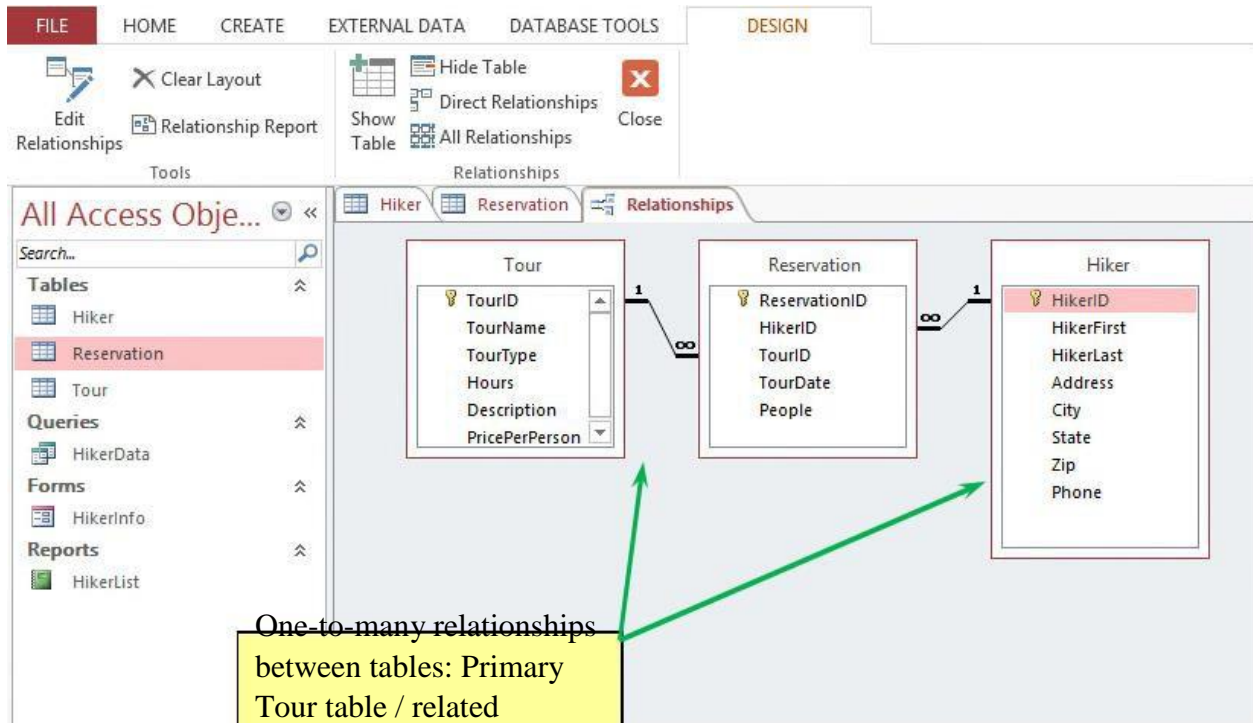 FILE HOME CREATE EXTERNAL DATA DATABASE TOOLS DESIGN
Edit
Relationships
Clear Layout
Relationship Report
Tools
Show
Table
Hide Table
Direct Relationships
All Relationships
Close
Relationships
All Access Obje...
Search...
Tables
Hiker
Reservation
Tour
Queries
HikerData
Forms
HikerInfo
Reports
HikerList
Hiker Reservation Relationships
Tour
TourID
TourName
TourType
Hours
Description
PricePerPerson
1
∞
Reservation
ReservationID
HikerID
TourID
TourDate
People
∞
1
Hiker
HikerID
HikerFirst
HikerLast
Address
City
State
Zip
Phone
One-to-many relationships
between tables: Primary
Tour table / related